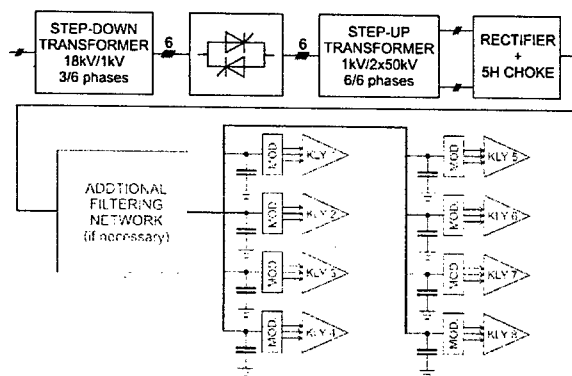 STEP-DOWN
TRANSFORMER
18kV/1kV
3/6 phases
6
6
STEP-UP
TRANSFORMER
1kV/2x50kV
6/6 phases
RECTIFIER
+
5H CHOKE
ADDTIONAL
FILTERING
NETWORK
(if necessary)
MOD
KLY 1
MOD
KLY 2
MOD
KLY 3
MOD.
KLY 4
MOD
KLY 5
MOD
KLY 6
MOD
KLY 7
MOD.
KLY 8